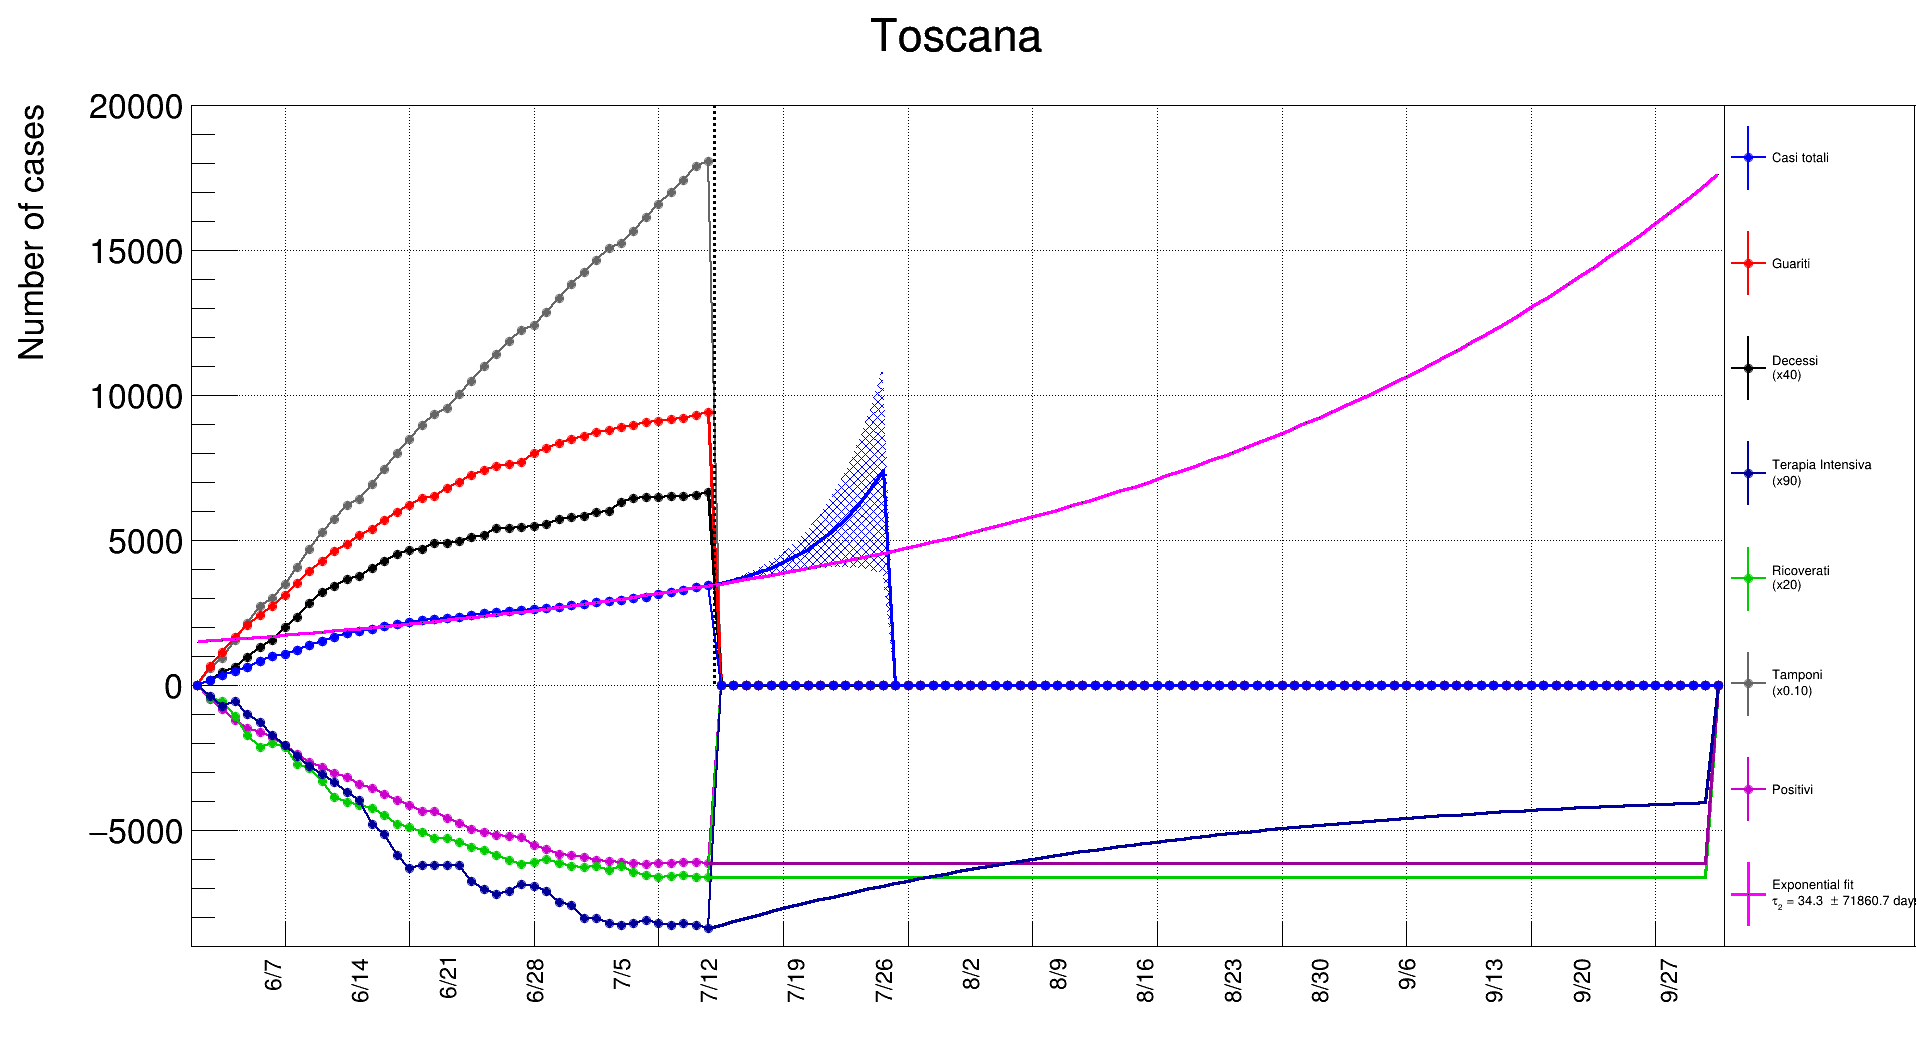 Toscana
Number of cases
20000
15000
10000
5000
0
−5000
6/7
6/14
6/21
6/28
7/5
7/12
7/19
7/26
8/2
8/9
8/16
8/23
8/30
9/6
9/13
9/20
9/27
Casi totali
Guariti
Decessi
(x40)
Terapia Intensiva
(x90)
Ricoverati
(x20)
Tamponi
(x0.10)
Positivi
Exponential fit
τ2 = 34.3 ± 71860.7 days